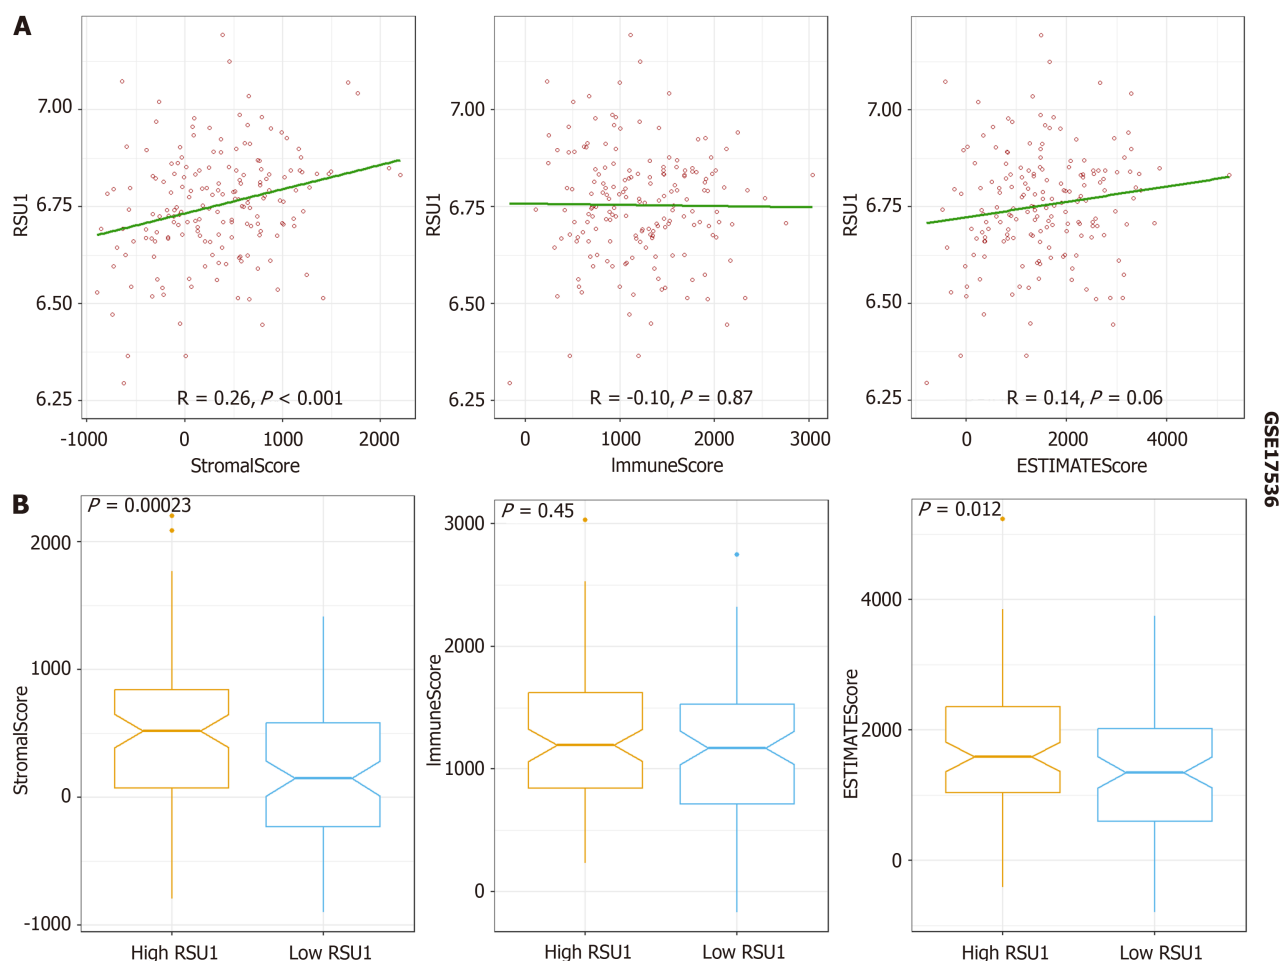 A
RSU1
7.00
6.75
6.50
6.25
R = 0.26, P < 0.001
-1000 0 1000 2000
StromalScore
RSU1
7.00
6.75
6.50
6.25
R = -0.10, P = 0.87
0 1000 2000 3000
ImmuneScore
RSU1
7.00
6.75
6.50
6.25
R = 0.14, P = 0.06
0 2000 4000
ESTIMATEScore
GSE17536
B
P = 0.00023
StromalScore
2000
1000
0
-1000
High RSU1 Low RSU1
P = 0.45
ImmuneScore
3000
2000
1000
0
High RSU1 Low RSU1
P = 0.012
ESTIMATEScore
4000
2000
0
High RSU1 Low RSU1